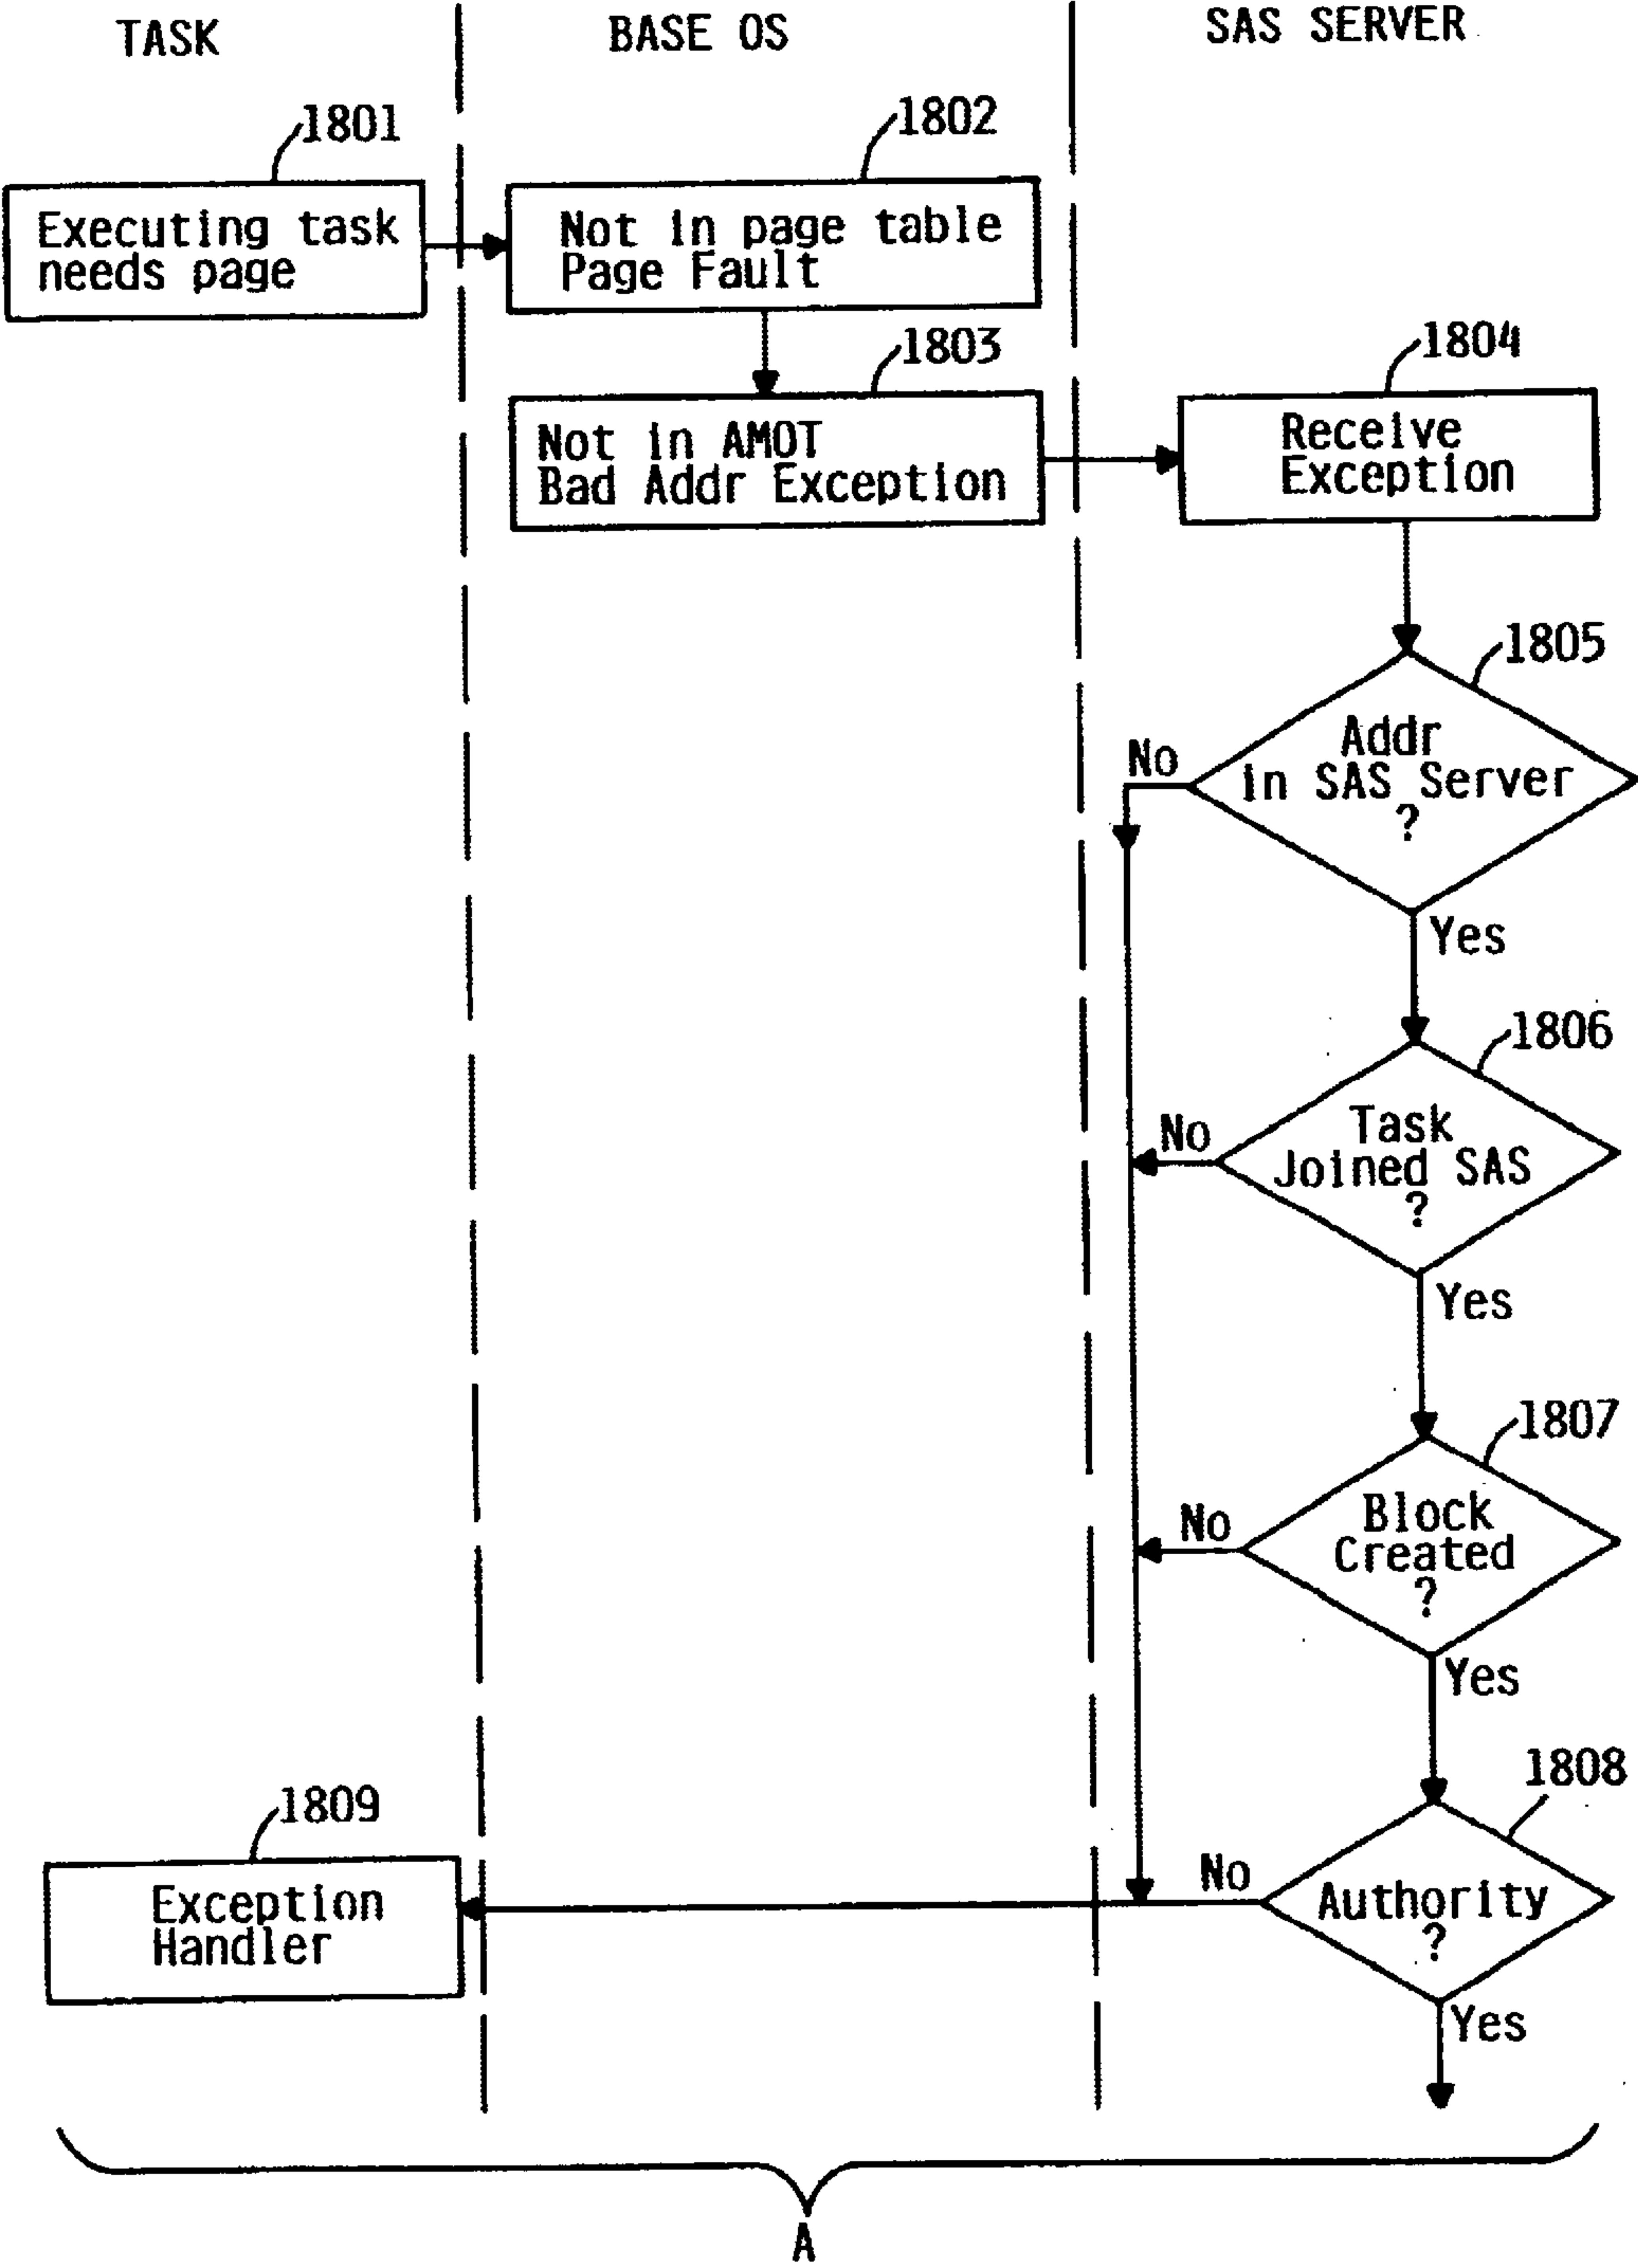 TASK
BASE OS
SAS SERVER
1801
1802
Executing task
needs page
Not in page table
Page Fault
1803
1804
Not in AMOT
Bad Addr Exception
Receive
Exception
1805
Addr
in SAS Server
?
No
Yes
1806
Task
Joined SAS
?
No
Yes
1807
Block
Created
?
No
Yes
1808
1809
Exception
Handler
No
Authority
?
Yes
A